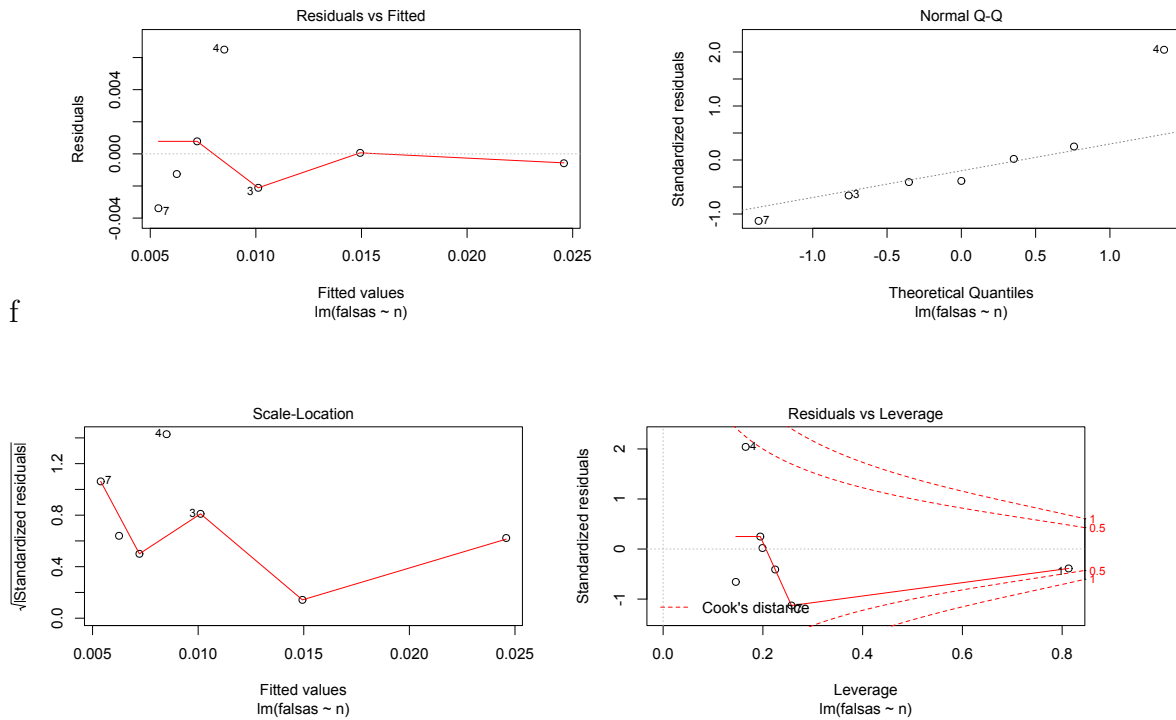 Residuals vs Fitted
Residuals
0.004
0.000
-0.004
4
3
7
0.005 0.010 0.015 0.020 0.025
Fitted values
lm(falsas ~ n)
Normal Q-Q
Standardized residuals
2.0
1.0
0.0
-1.0
4
3
7
-1.0 -0.5 0.0 0.5 1.0
Theoretical Quantiles
lm(falsas ~ n)
f
Scale-Location
√|Standardized residuals|
1.2
0.8
0.4
0.0
4
7
3
0.005 0.010 0.015 0.020 0.025
Fitted values
lm(falsas ~ n)
Residuals vs Leverage
Standardized residuals
2
1
0
-1
4
1
0.5
0.5
1
1
7
Cook's distance
0.0 0.2 0.4 0.6 0.8
Leverage
lm(falsas ~ n)